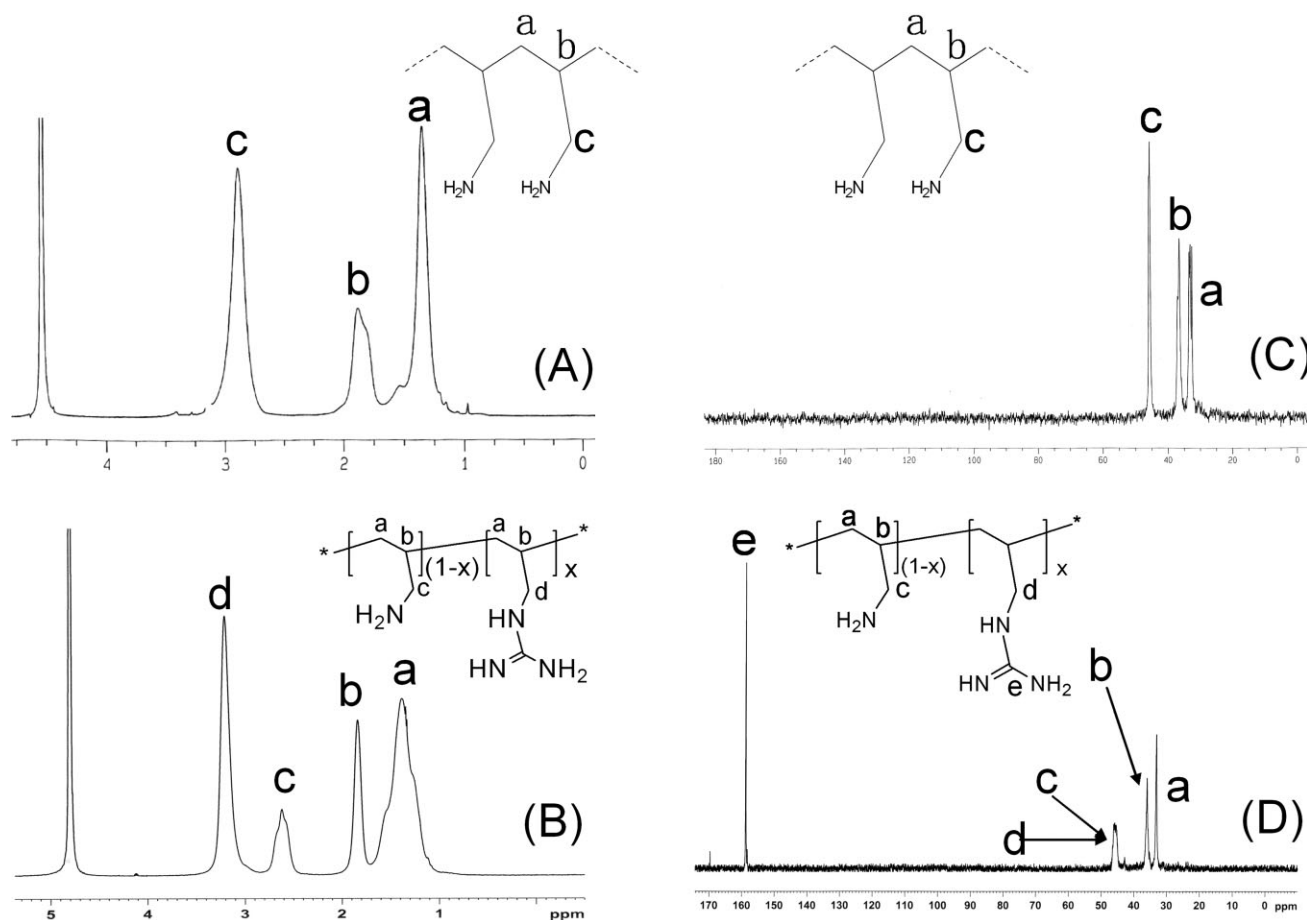 a
b
c
H₂N
H₂N
c
b
a
(A)
4 3 2 1 0
a
b
c
H₂N
H₂N
c
b
a
(C)
180 160 140 120 100 80 60 40 20 0
a b a b
* (1-x) x *
c d
H₂N HN
HN NH₂
d
c
b
a
(B)
5 4 3 2 1 ppm
a b
* (1-x) x *
c d
H₂N HN
HN e NH₂
e
b
c
d
a
(D)
170 160 150 140 130 120 110 100 90 80 70 60 50 40 30 20 10 0 ppm